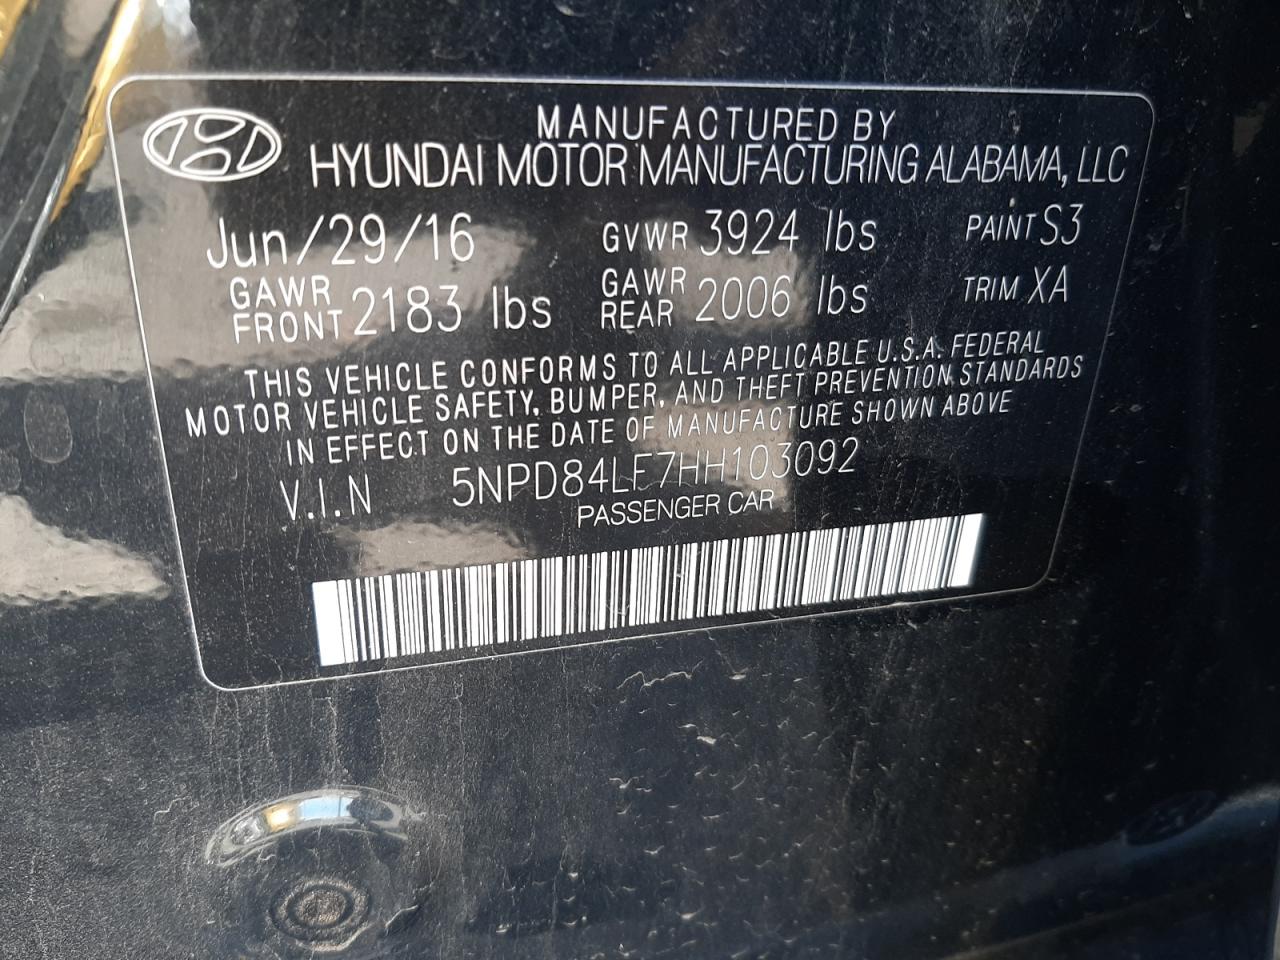 MANUFACTURED BY
HYUNDAI MOTOR MANUFACTURING ALABAMA, LLC
Jun/29/16 GVWR 3924 lbs PAINT S3
GAWR FRONT 2183 lbs GAWR REAR 2006 lbs TRIM XA
THIS VEHICLE CONFORMS TO ALL APPLICABLE U.S.A. FEDERAL
MOTOR VEHICLE SAFETY, BUMPER, AND THEFT PREVENTION STANDARDS
IN EFFECT ON THE DATE OF MANUFACTURE SHOWN ABOVE
V.I.N 5NPD84LF7HH103092
PASSENGER CAR